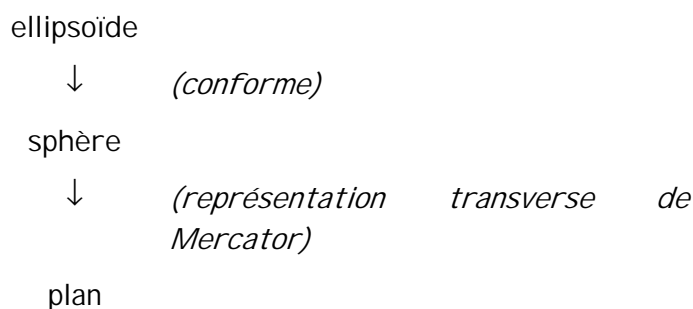 ellipsoïde
↓ (conforme)
sphère
↓ (représentation transverse de
Mercator)
plan